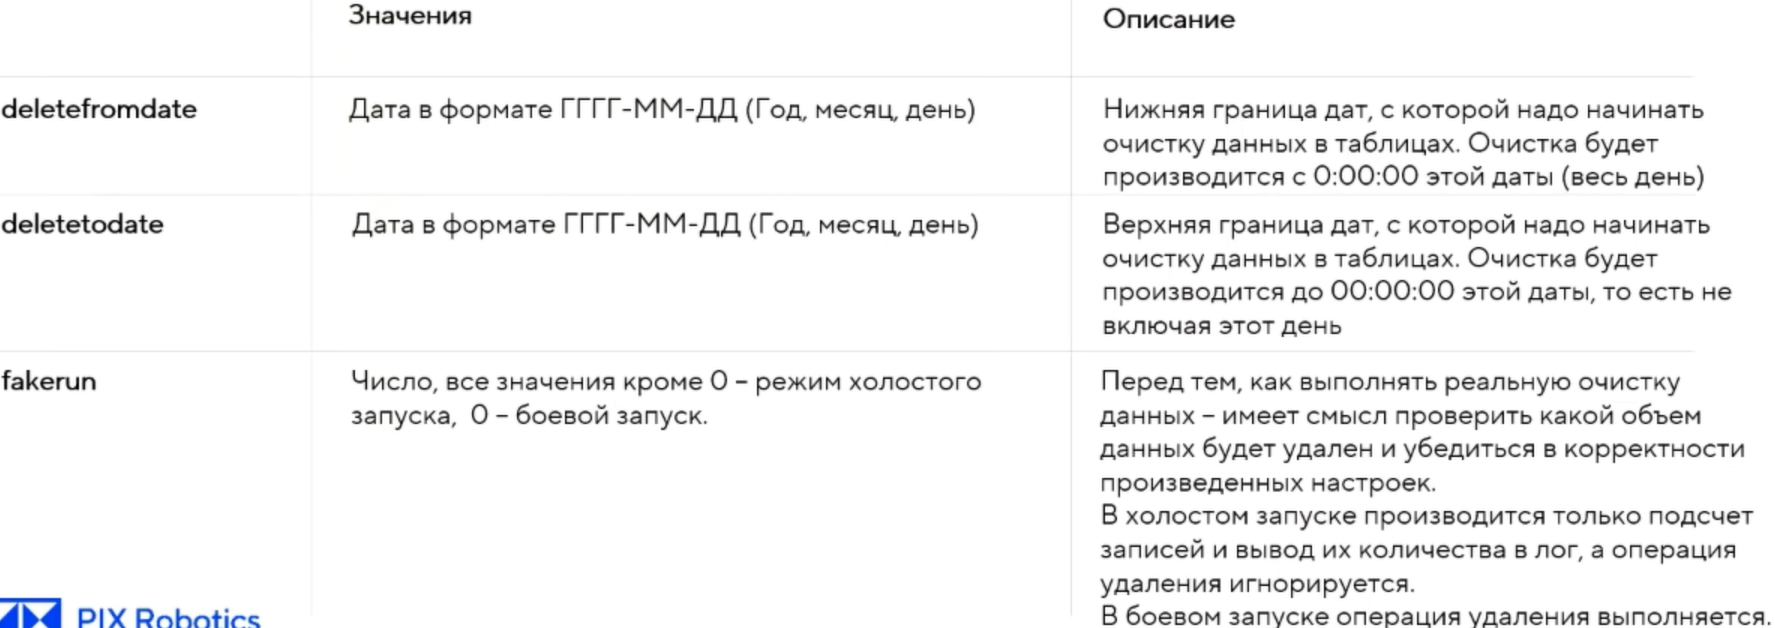 Значения
Описание
deletefromdate
Дата в формате ГГГГ-ММ-ДД (Год, месяц, день)
Нижняя граница дат, с которой надо начинать
очистку данных в таблицах. Очистка будет
производится с 0:00:00 этой даты (весь день)
deletetodate
Дата в формате ГГГГ-ММ-ДД (Год, месяц, день)
Верхняя граница дат, с которой надо начинать
очистку данных в таблицах. Очистка будет
производится до 00:00:00 этой даты, то есть не
включая этот день
fakerun
Число, все значения кроме 0 – режим холостого
запуска,  0 – боевой запуск.
Перед тем, как выполнять реальную очистку
данных – имеет смысл проверить какой объем
данных будет удален и убедиться в корректности
произведенных настроек.
В холостом запуске производится только подсчет
записей и вывод их количества в лог, а операция
удаления игнорируется.
В боевом запуске операция удаления выполняется.
PIX Robotics